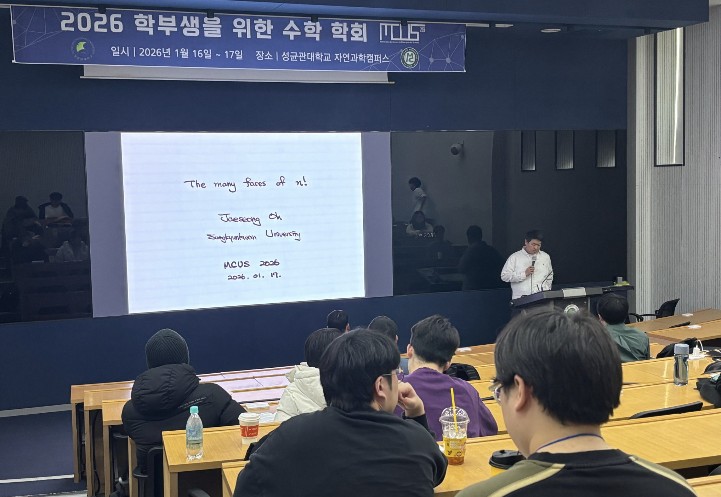 2026 학부생을 위한 수학 학회 MCUS
일시 | 2026년 1월 16일 ~ 17일 장소 | 성균관대학교 자연과학캠퍼스
The many faces of n!
Jaeseong Oh
Sungkyunkwan University
MCUS 2026
2026. 01. 17.